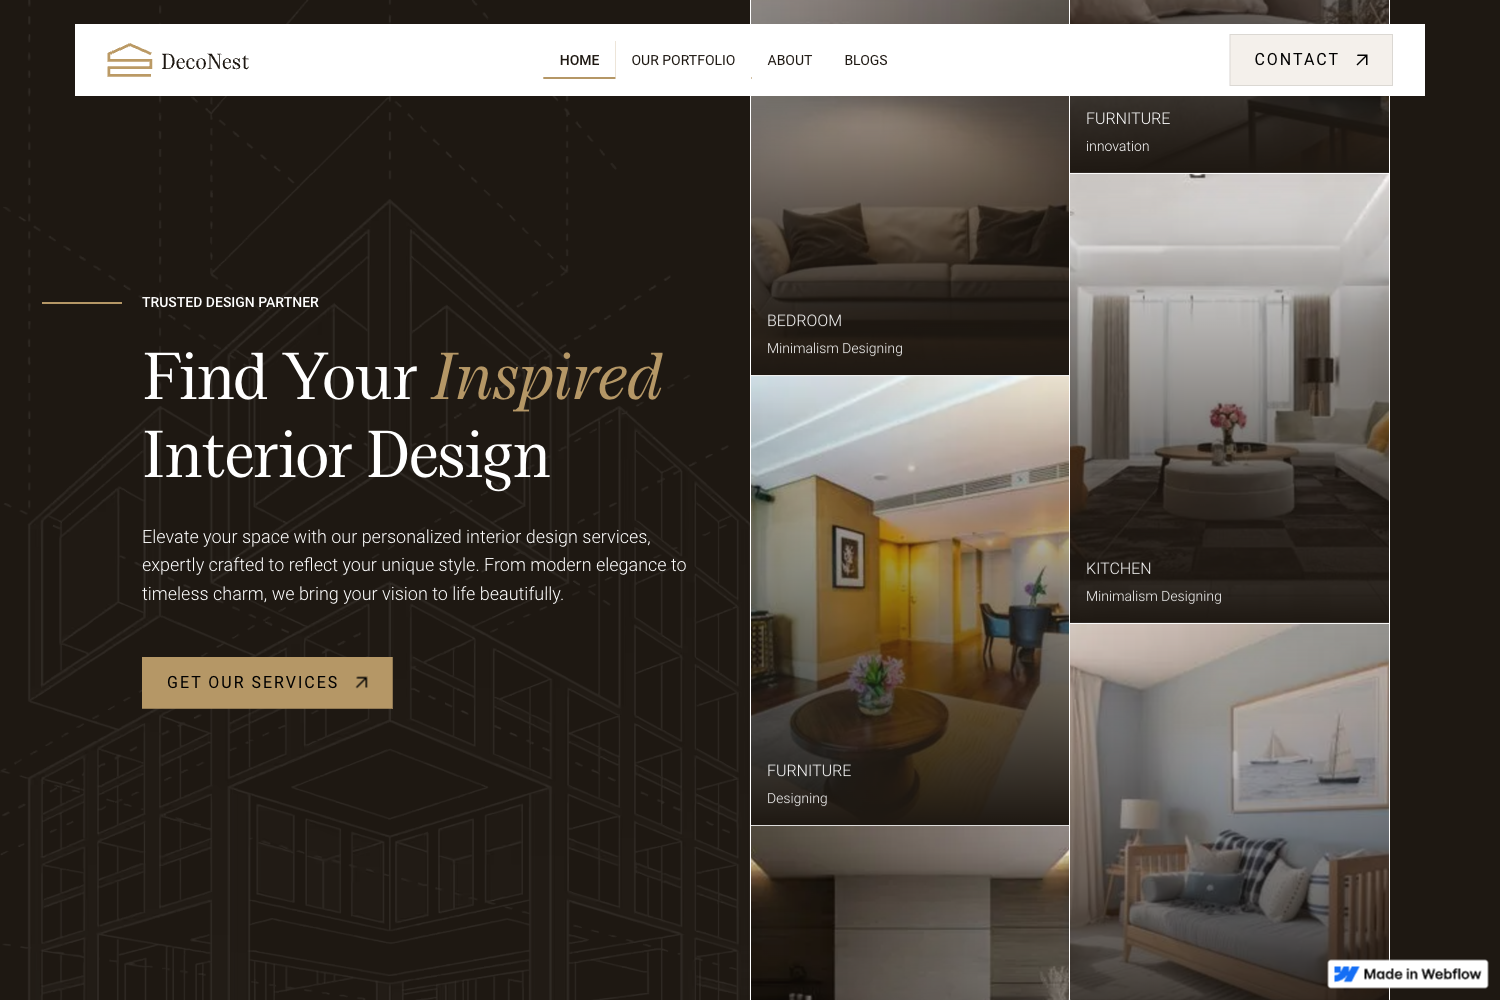 DecoNest
HOME
OUR PORTFOLIO
ABOUT
BLOGS
CONTACT
TRUSTED DESIGN PARTNER
Find Your Inspired
Interior Design
Elevate your space with our personalized interior design services,
expertly crafted to reflect your unique style. From modern elegance to
timeless charm, we bring your vision to life beautifully.
GET OUR SERVICES
BEDROOM
Minimalism Designing
FURNITURE
Designing
FURNITURE
innovation
KITCHEN
Minimalism Designing
Made in Webflow